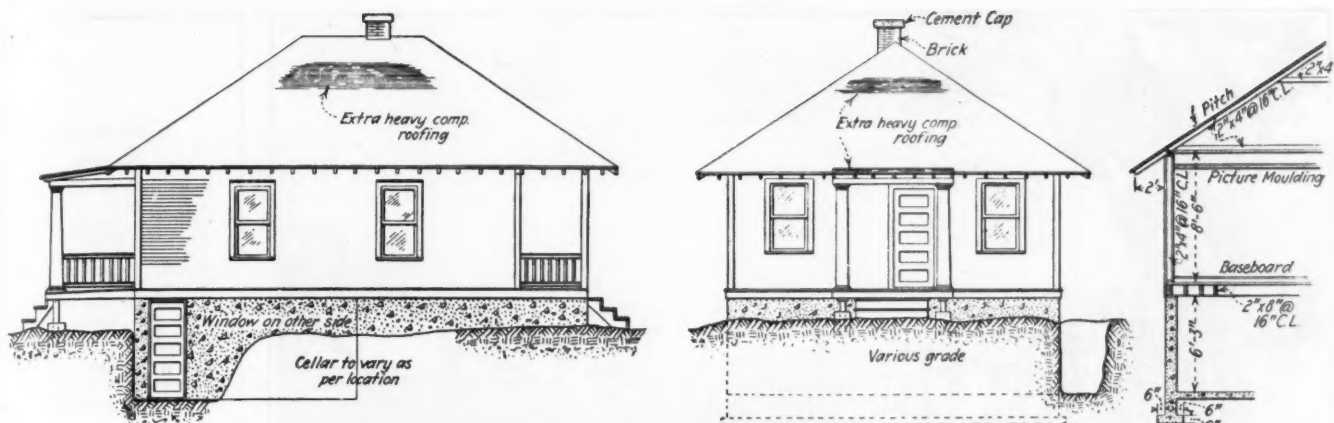 Extra heavy comp.
roofing
Window on other side
Cellar to vary as
per location
Cement Cap
Brick
Extra heavy comp.
roofing
Various grade
2"x4"
Pitch
2"x4"@16"C.L.
Picture Moulding
2'
2"x4"@16"C.L.
8'-6"
Baseboard
2"x8"@
16"C.L.
6'-3"
6"
6"